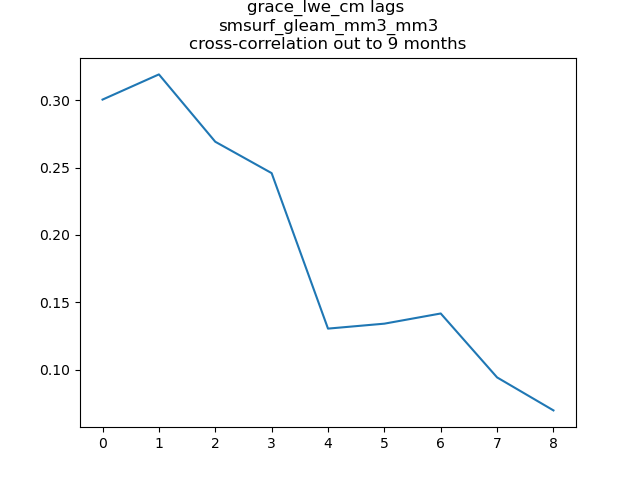 grace_lwe_cm lags
smsurf_gleam_mm3_mm3
cross-correlation out to 9 months
0.30
0.25
0.20
0.15
0.10
0 1 2 3 4 5 6 7 8